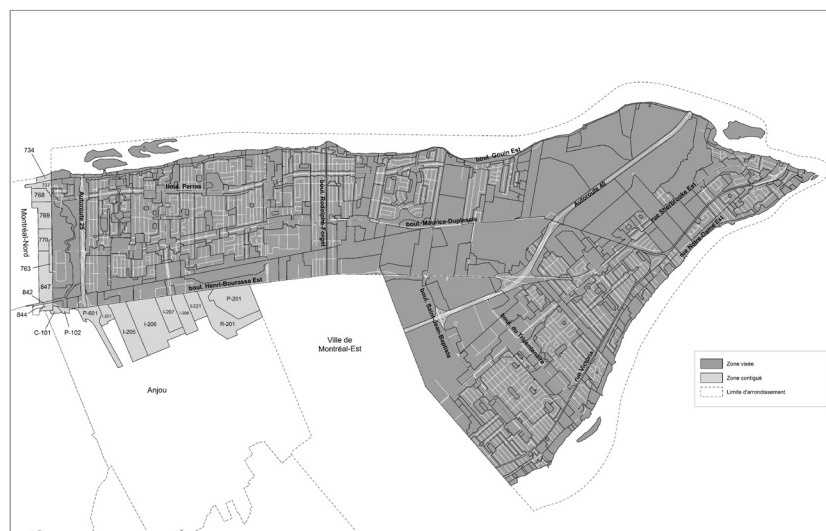 boul. Gouin Est
734
737
768
boul. Perras
Autoroute 25
boul. Rodolphe-Forget
Autoroute 40
rue Sherbrooke Est
Montréal-Nord
769
boul. Maurice-Duplessis
rue Notre-Dame Est
770
763
847
boul. Henri-Bourassa Est
842
844
C-101
P-102
P-601
I-205
I-206
I-207
I-221
P-201
R-201
boul. Saint-Jean-Baptiste
boul. du Tricentenaire
rue Victoria
Ville de
Montréal-Est
Anjou
Zone visée
Zone contiguë
Limite d'arrondissement